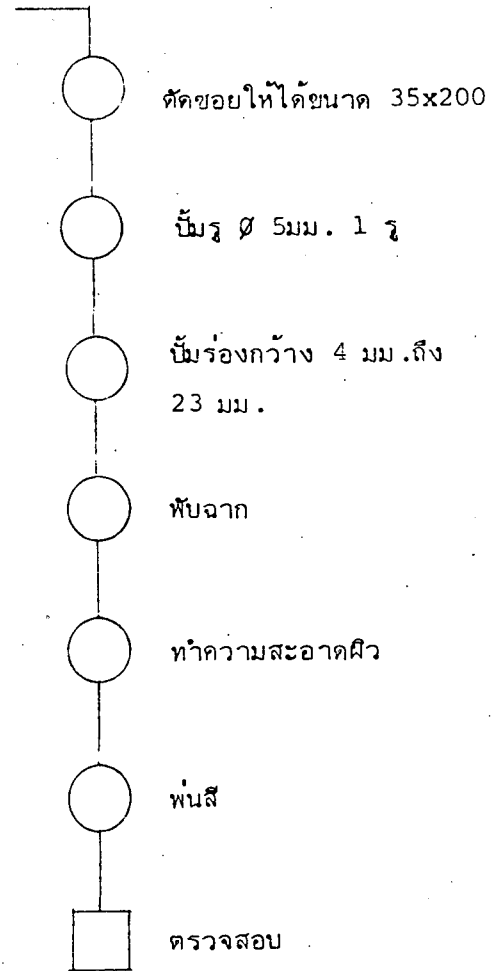 ตัดซอยให้ได้ขนาด 35x200
ปั๊มรู Ø 5มม. 1 รู
ปั๊มร่องกว้าง 4 มม.ถึง
23 มม.
พับฉาก
ทำความสะอาดผิว
พ่นสี
ตรวจสอบ